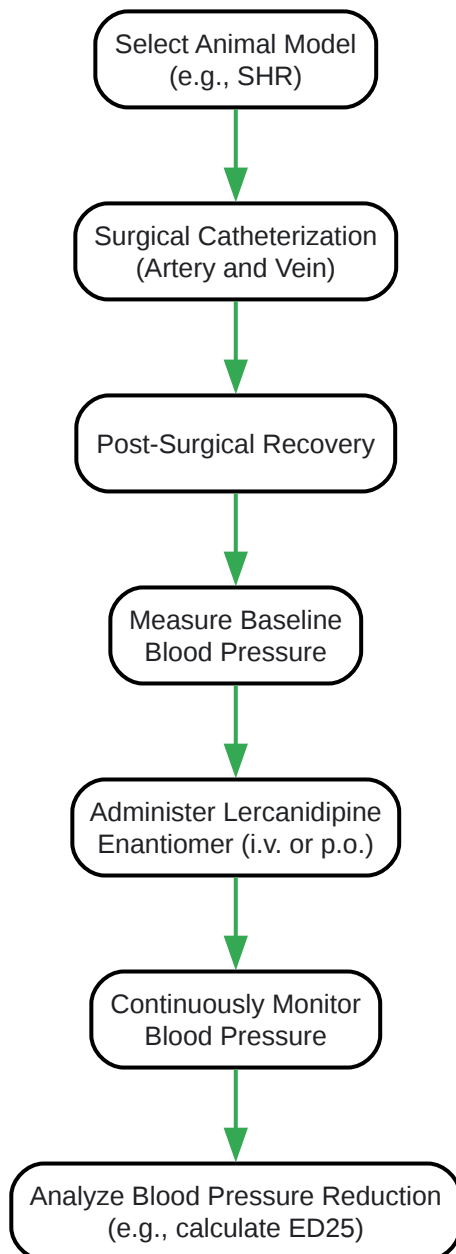 Select Animal Model
(e.g., SHR)
Surgical Catheterization
(Artery and Vein)
Post-Surgical Recovery
Measure Baseline
Blood Pressure
Administer Lercanidipine
Enantiomer (i.v. or p.o.)
Continuously Monitor
Blood Pressure
Analyze Blood Pressure Reduction
(e.g., calculate ED25)